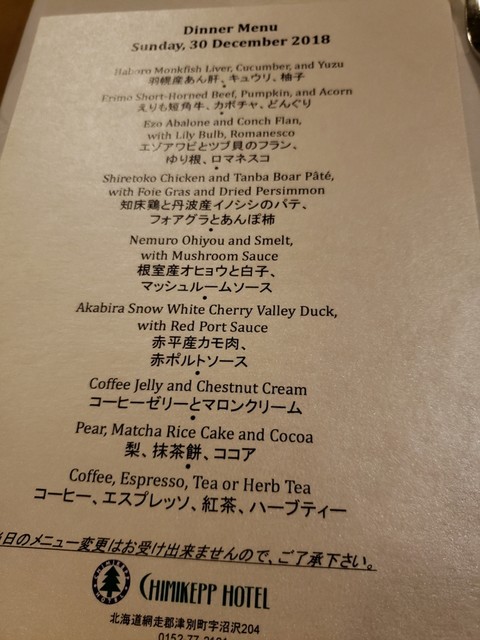 Dinner Menu
Sunday, 30 December 2018
Haboro Monkfish Liver, Cucumber, and Yuzu
羽幌産あん肝、キュウリ、柚子
•
Erimo Short-Horned Beef, Pumpkin, and Acorn
えりも短角牛、カボチャ、どんぐり
•
Ezo Abalone and Conch Flan,
with Lily Bulb, Romanesco
エゾアワビとツブ貝のフラン、
ゆり根、ロマネスコ
•
Shiretoko Chicken and Tanba Boar Pâté,
with Foie Gras and Dried Persimmon
知床鶏と丹波産イノシシのパテ、
フォアグラとあんぽ柿
•
Nemuro Ohiyou and Smelt,
with Mushroom Sauce
根室産オヒョウと白子、
マッシュルームソース
•
Akabira Snow White Cherry Valley Duck,
with Red Port Sauce
赤平産カモ肉、
赤ポルトソース
•
Coffee Jelly and Chestnut Cream
コーヒーゼリーとマロンクリーム
•
Pear, Matcha Rice Cake and Cocoa
梨、抹茶餅、ココア
•
Coffee, Espresso, Tea or Herb Tea
コーヒー、エスプレッソ、紅茶、ハーブティー
当日のメニュー変更はお受け出来ませんので、ご了承下さい。
CHIMIKEPP HOTEL
北海道網走郡津別町字沼沢204